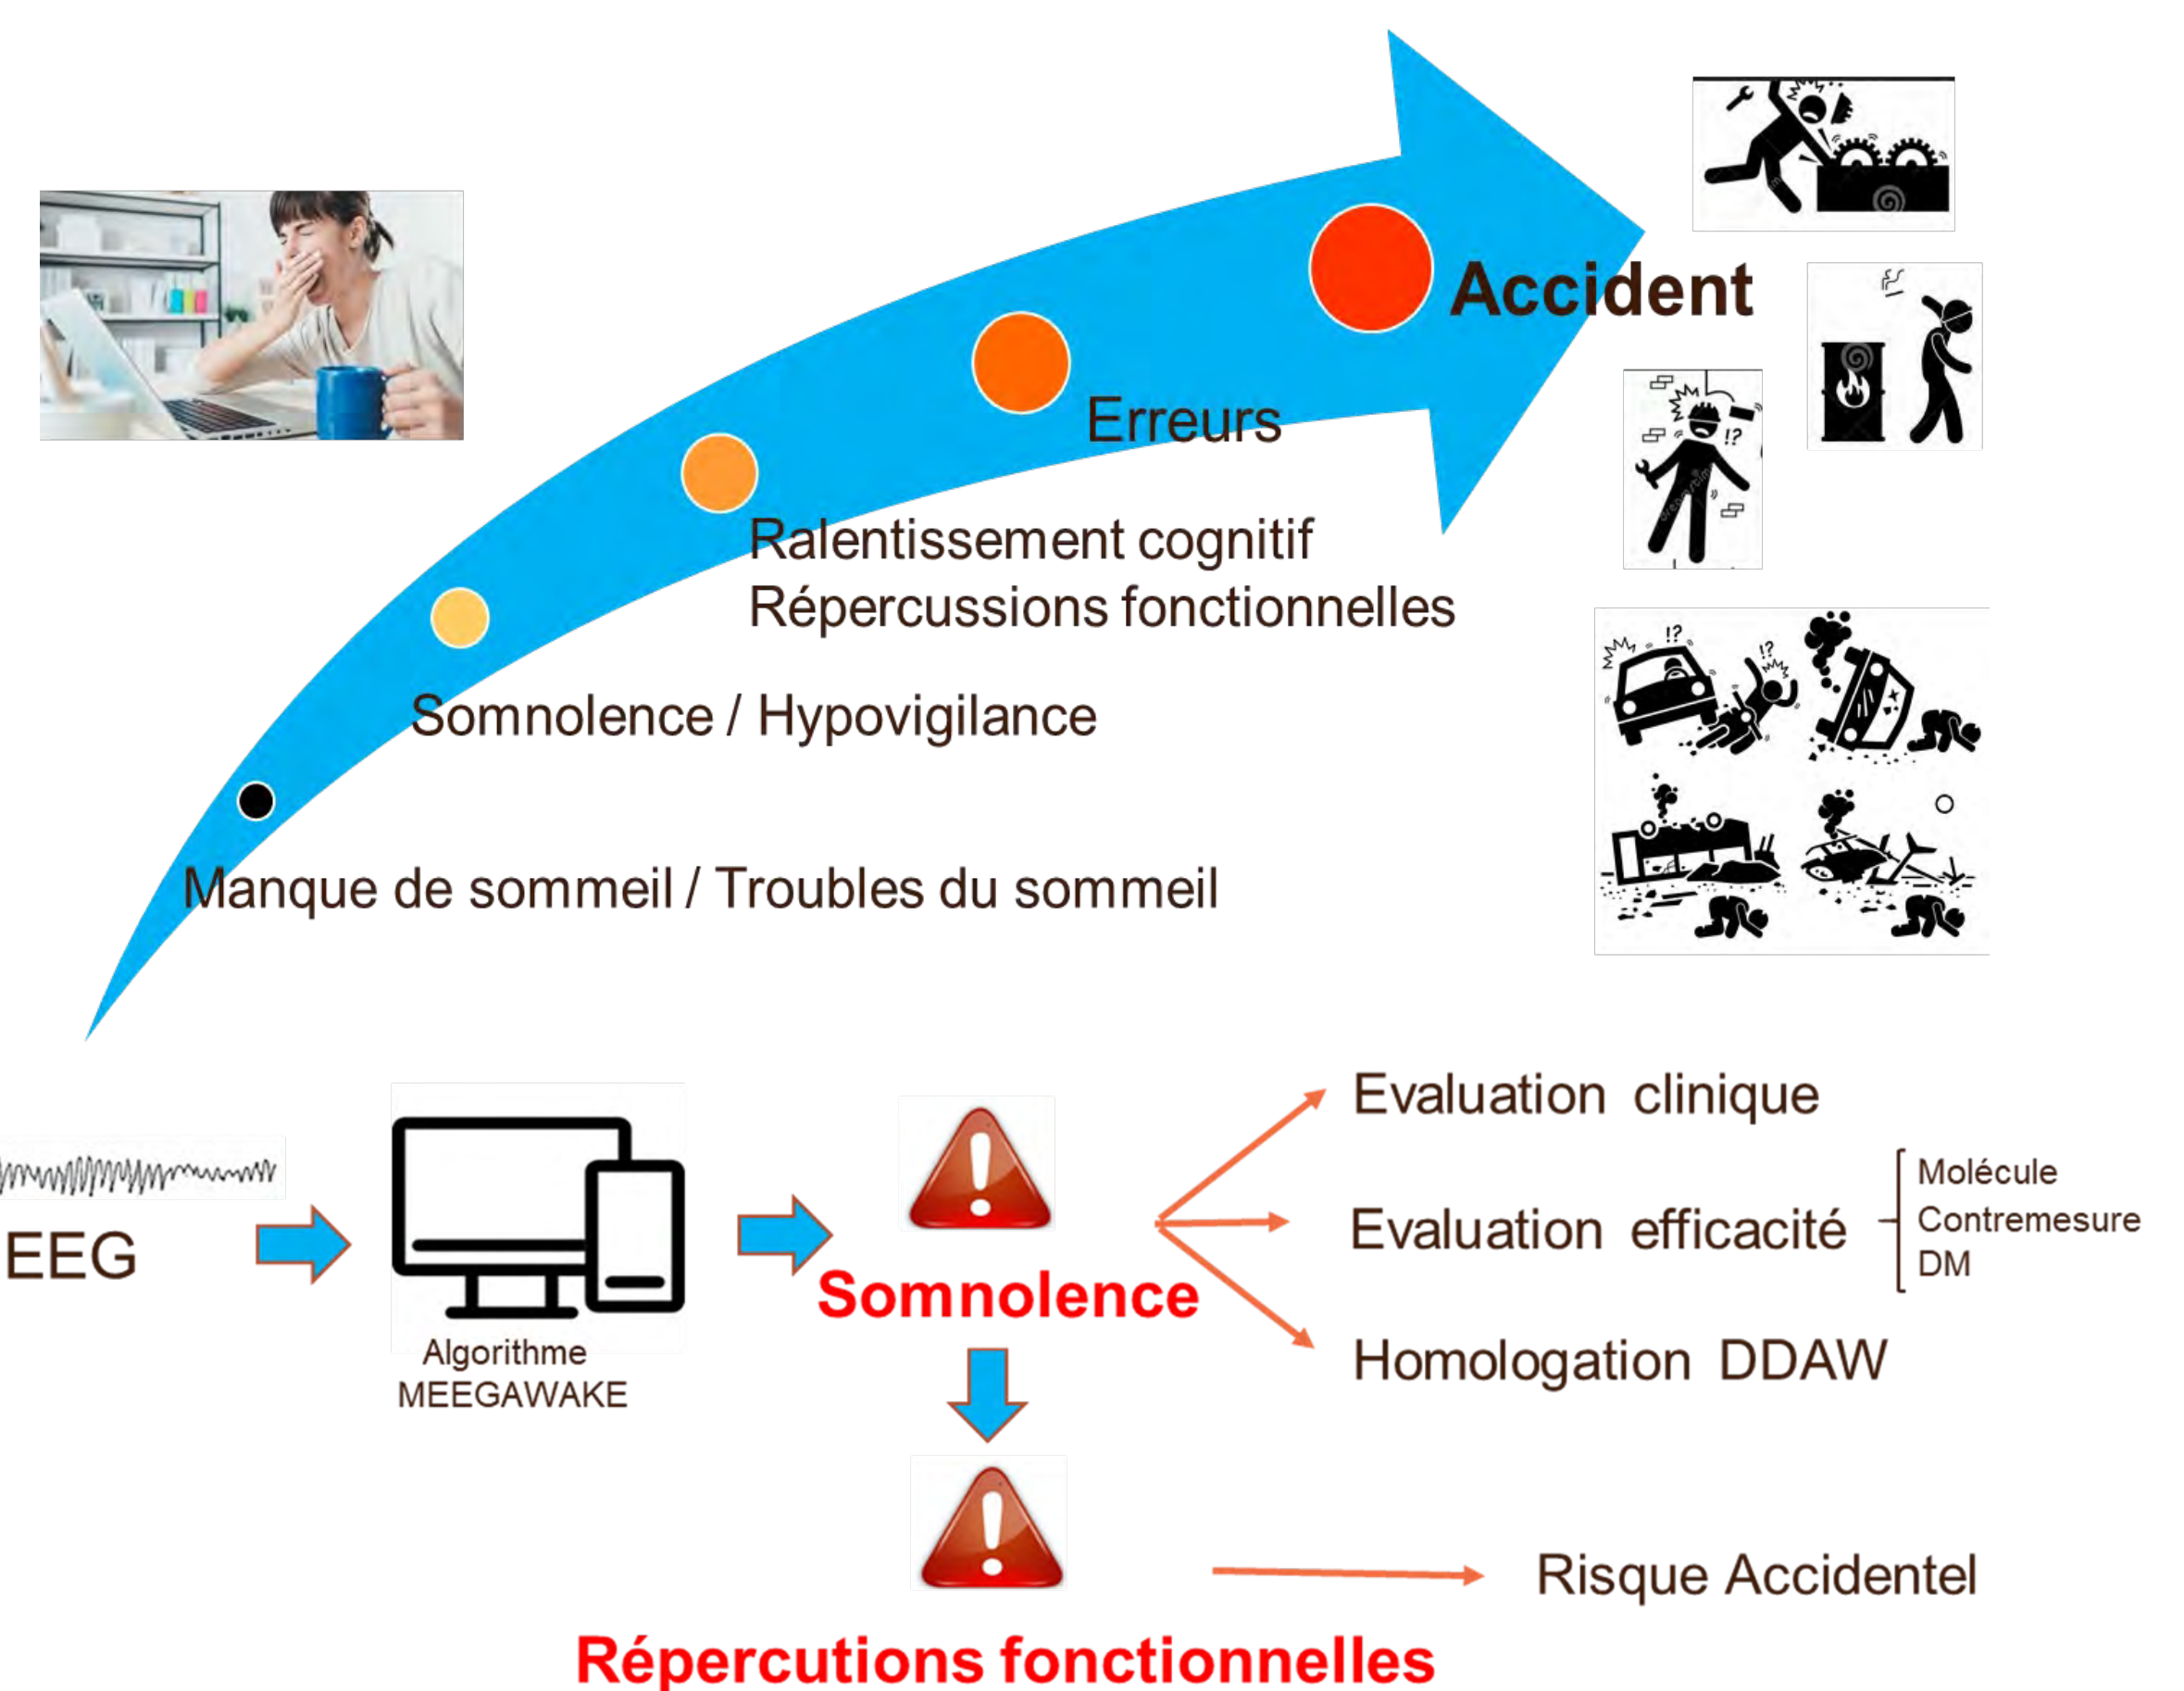 Accident
Erreurs
Ralentissement cognitif
Répercussions fonctionnelles
Somnolence / Hypovigilance
Manque de sommeil / Troubles du sommeil
!?
!?
!?
EEG
Algorithme
MEEGAWAKE
Somnolence
Evaluation clinique
Evaluation efficacité
Molécule
Contremesure
DM
Homologation DDAW
Risque Accidentel
Répercutions fonctionnelles